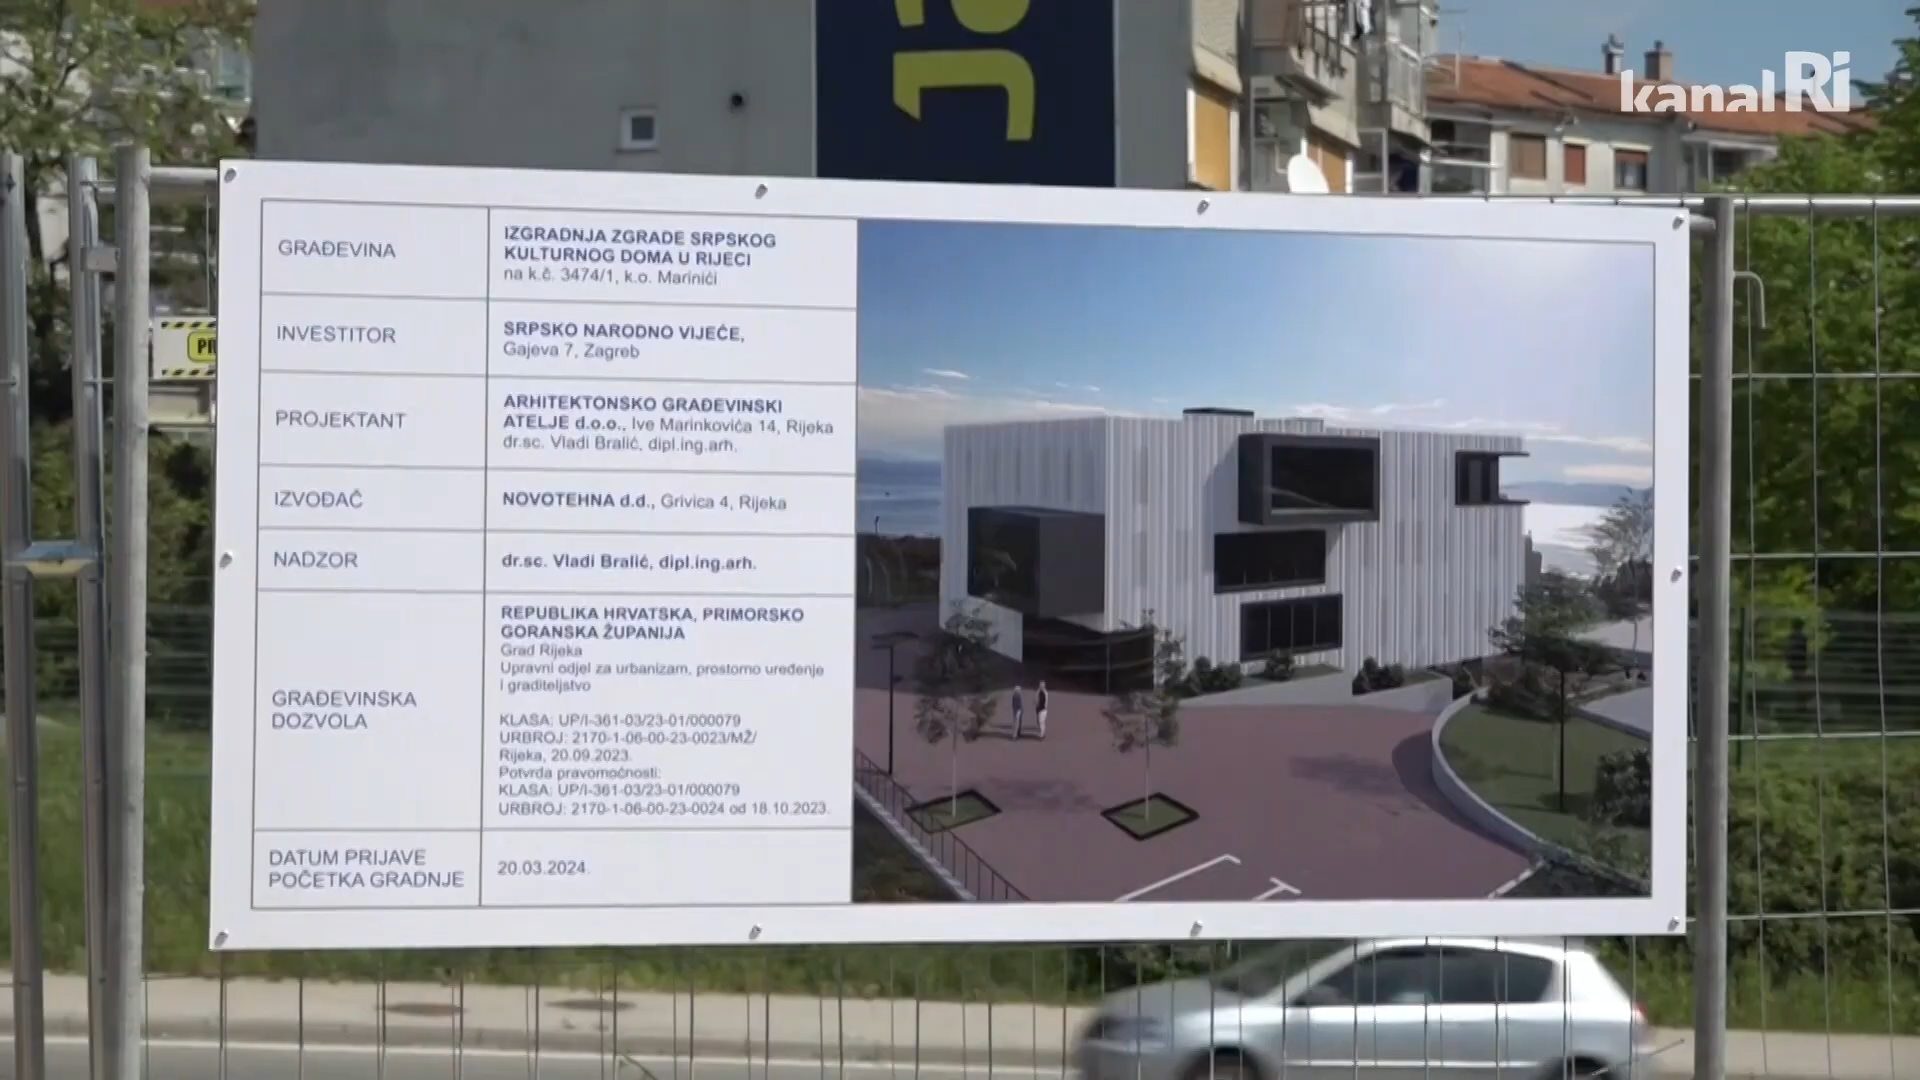 kanal Ri
GRAĐEVINA
IZGRADNJA ZGRADE SRPSKOG
KULTURNOG DOMA U RIJECI
na k.č. 3474/1, k.o. Marinići
INVESTITOR
SRPSKO NARODNO VIJEĆE,
Gajeva 7, Zagreb
PROJEKTANT
ARHITEKTONSKO GRAĐEVINSKI
ATELJE d.o.o., Ive Marinkovića 14, Rijeka
dr.sc. Vladi Bralić, dipl.ing.arh.
IZVOĐAČ
NOVOTEHNA d.d., Grivica 4, Rijeka
NADZOR
dr.sc. Vladi Bralić, dipl.ing.arh.
GRAĐEVINSKA
DOZVOLA
REPUBLIKA HRVATSKA, PRIMORSKO
GORANSKA ŽUPANIJA
Grad Rijeka
Upravni odjel za urbanizam, prostorno uređenje
i graditeljstvo
KLASA: UP/I-361-03/23-01/000079
URBROJ: 2170-1-06-00-23-0023/MŽ/
Rijeka, 20.09.2023.
Potvrda pravomoćnosti:
KLASA: UP/I-361-03/23-01/000079
URBROJ: 2170-1-06-00-23-0024 od 18.10.2023.
DATUM PRIJAVE
POČETKA GRADNJE
20.03.2024.